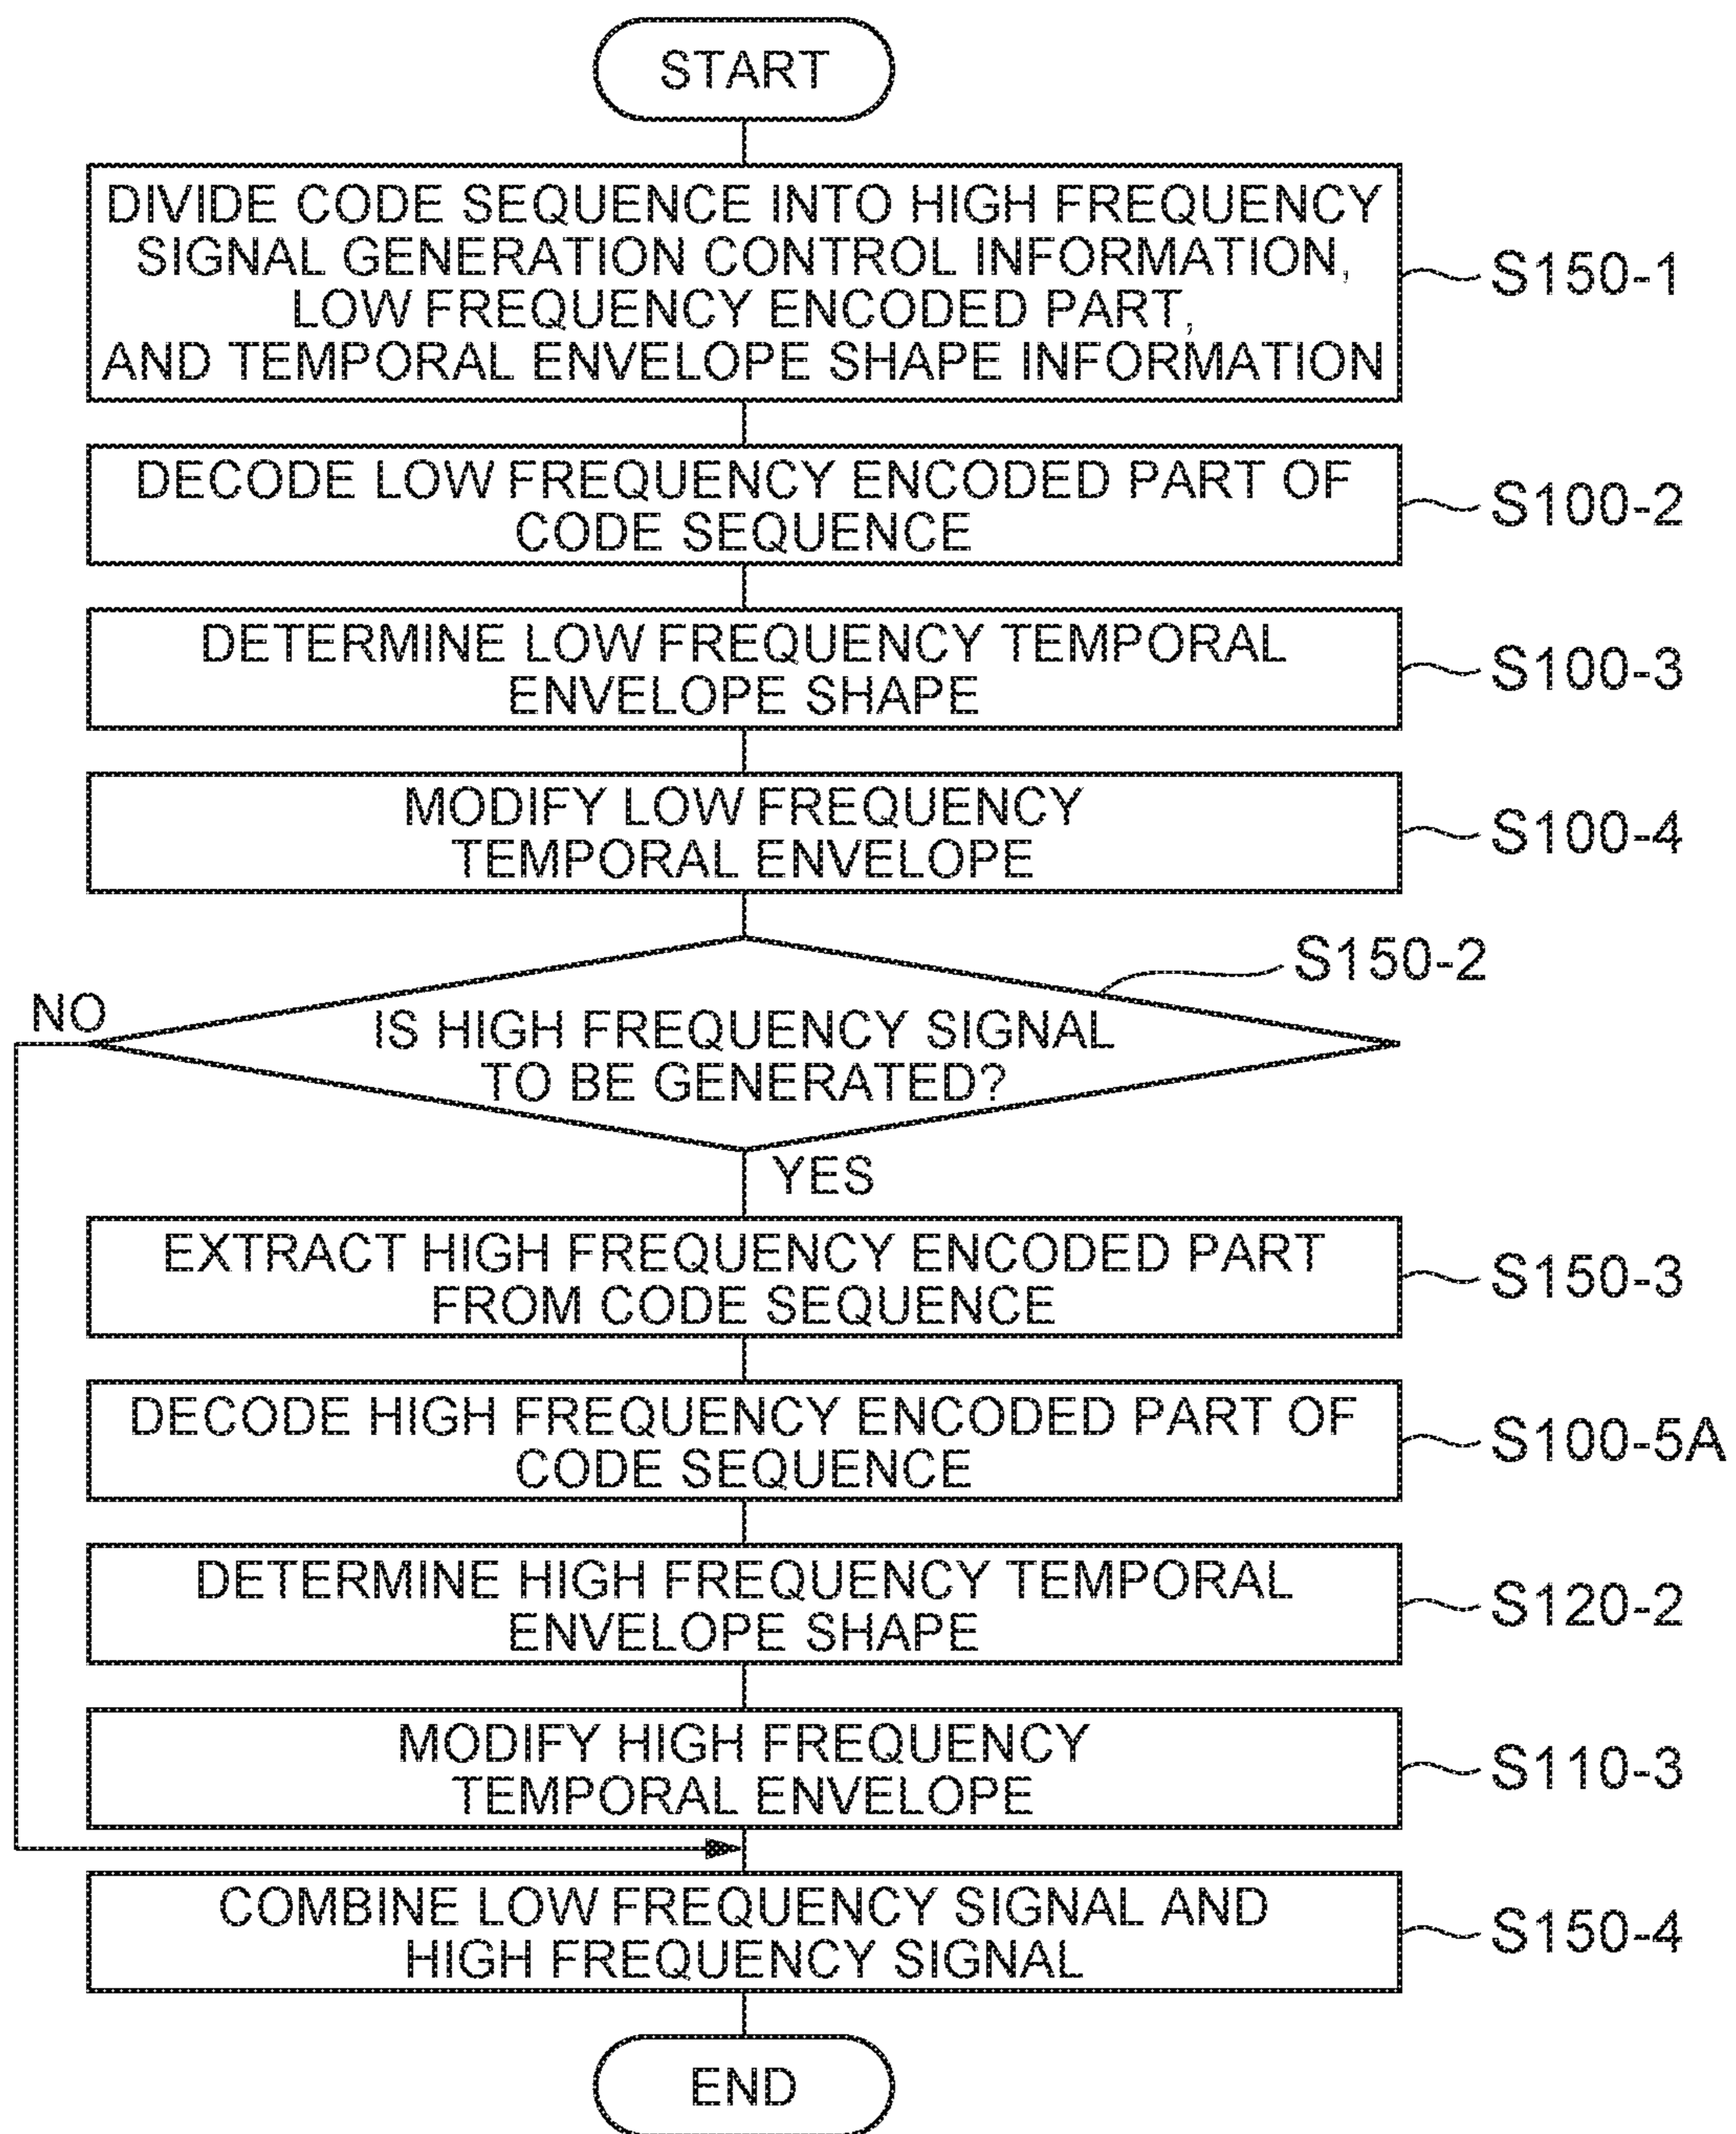 START
DIVIDE CODE SEQUENCE INTO HIGH FREQUENCY
SIGNAL GENERATION CONTROL INFORMATION,
LOW FREQUENCY ENCODED PART,
AND TEMPORAL ENVELOPE SHAPE INFORMATION
S150-1
DECODE LOW FREQUENCY ENCODED PART OF
CODE SEQUENCE
S100-2
DETERMINE LOW FREQUENCY TEMPORAL
ENVELOPE SHAPE
S100-3
MODIFY LOW FREQUENCY
TEMPORAL ENVELOPE
S100-4
S150-2
NO
IS HIGH FREQUENCY SIGNAL
TO BE GENERATED?
YES
EXTRACT HIGH FREQUENCY ENCODED PART
FROM CODE SEQUENCE
S150-3
DECODE HIGH FREQUENCY ENCODED PART OF
CODE SEQUENCE
S100-5A
DETERMINE HIGH FREQUENCY TEMPORAL
ENVELOPE SHAPE
S120-2
MODIFY HIGH FREQUENCY
TEMPORAL ENVELOPE
S110-3
COMBINE LOW FREQUENCY SIGNAL AND
HIGH FREQUENCY SIGNAL
S150-4
END